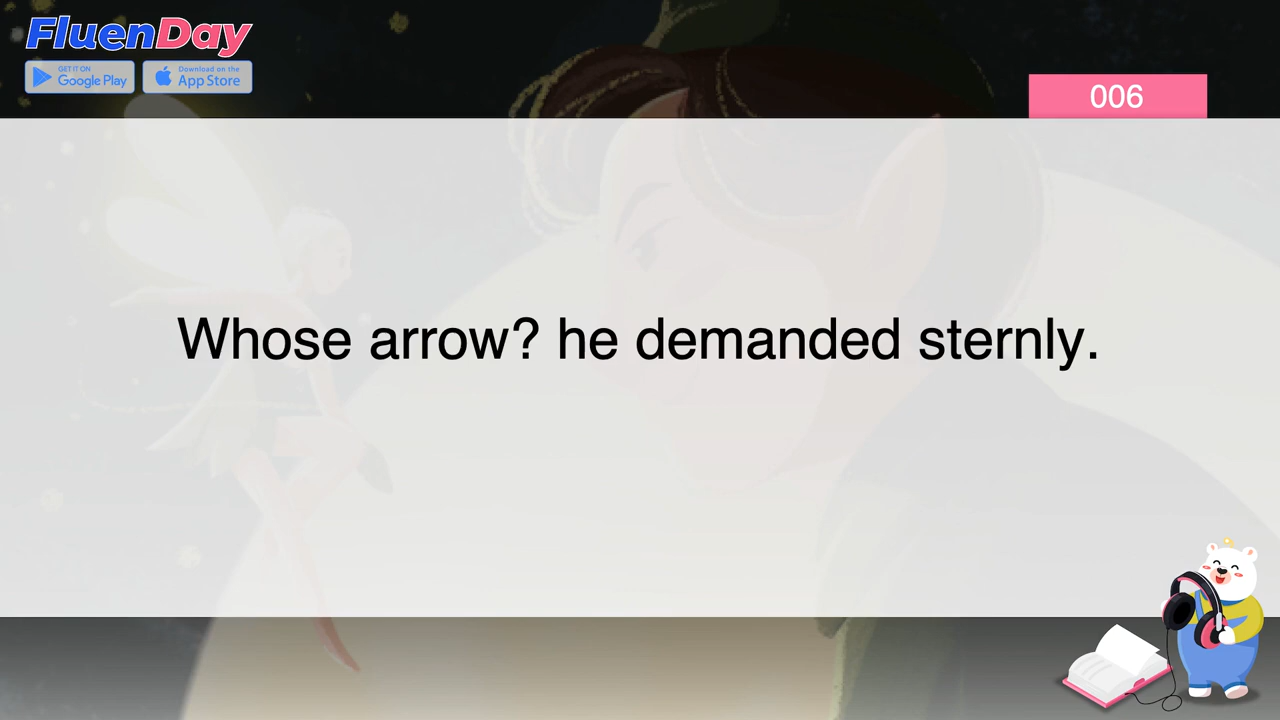 FluenDay
GET IT ON
Google Play
Download on the
App Store
006
Whose arrow? he demanded sternly.